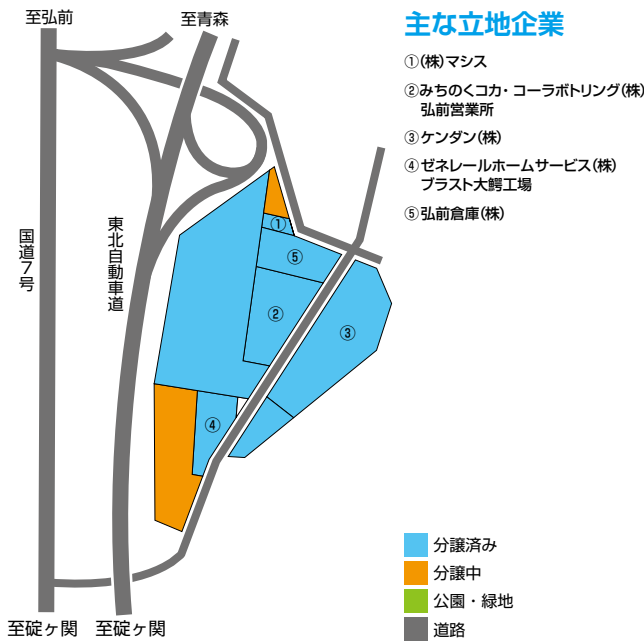 至弘前
至青森
主な立地企業
①(株)マシス
②みちのくコカ・コーラボトリング(株)
弘前営業所
③ケンダン(株)
④ゼネレールホームサービス(株)
ブラスト大鰐工場
⑤弘前倉庫(株)
国道7号
東北自動車道
①
⑤
②
③
④
分譲済み
分譲中
公園・緑地
道路
至碇ヶ関
至碇ヶ関